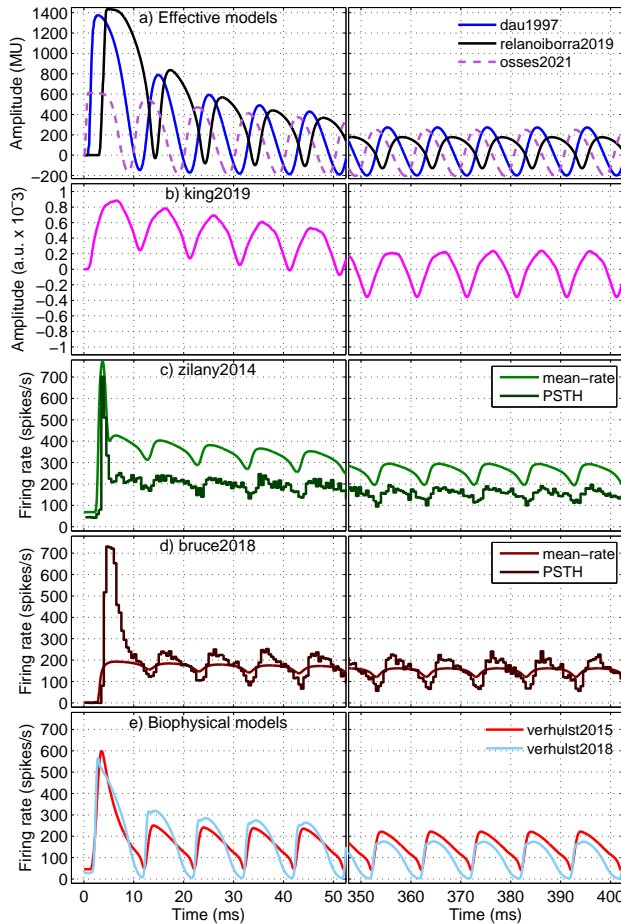 a) Effective models
dau1997
relanoiborra2019
osses2021
Amplitude (MU)
1400
1200
1000
800
600
400
200
0
−200
b) king2019
Amplitude (a.u. x 10^-3)
0.8
0.6
0.4
0.2
0
−0.2
−0.4
−0.6
−0.8
−1
c) zilany2014
mean−rate
PSTH
Firing rate (spikes/s)
700
600
500
400
300
200
100
0
d) bruce2018
mean−rate
PSTH
Firing rate (spikes/s)
700
600
500
400
300
200
100
0
e) Biophysical models
verhulst2015
verhulst2018
Firing rate (spikes/s)
700
600
500
400
300
200
100
0
0 10 20 30 40 50 350 360 370 380 390 400
Time (ms) Time (ms)